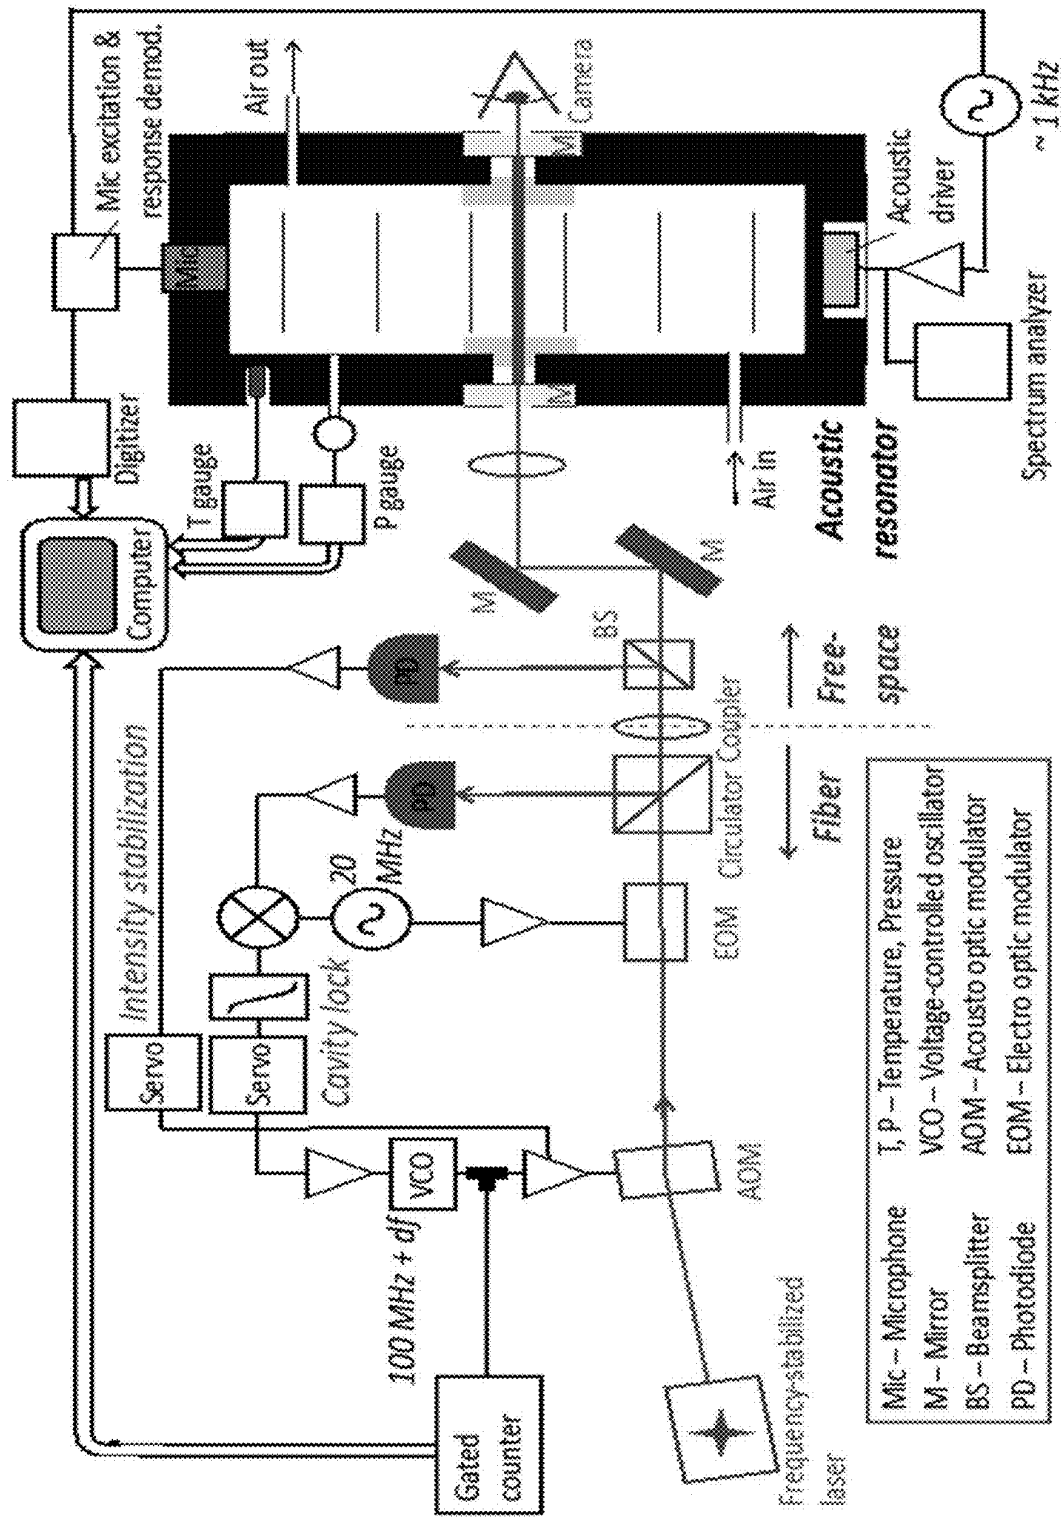 Mic excitation &
response demod.
Air out
Mic
Camera
M
M
Digitizer
Computer
T gauge
P gauge
Acoustic
driver
~ 1 kHz
Spectrum analyzer
Air in
Acoustic
resonator
M
M
Intensity stabilization
PD
PD
BS
Free-
space
Fiber
Circulator Coupler
20
MHz
EOM
Servo
Servo
Cavity lock
VCO
100 MHz + df
AOM
Gated
counter
Frequency-stabilized
laser
Mic – Microphone
M – Mirror
BS – Beamsplitter
PD – Photodiode
T, P – Temperature, Pressure
VCO – Voltage-controlled oscillator
AOM – Acousto optic modulator
EOM – Electro optic modulator